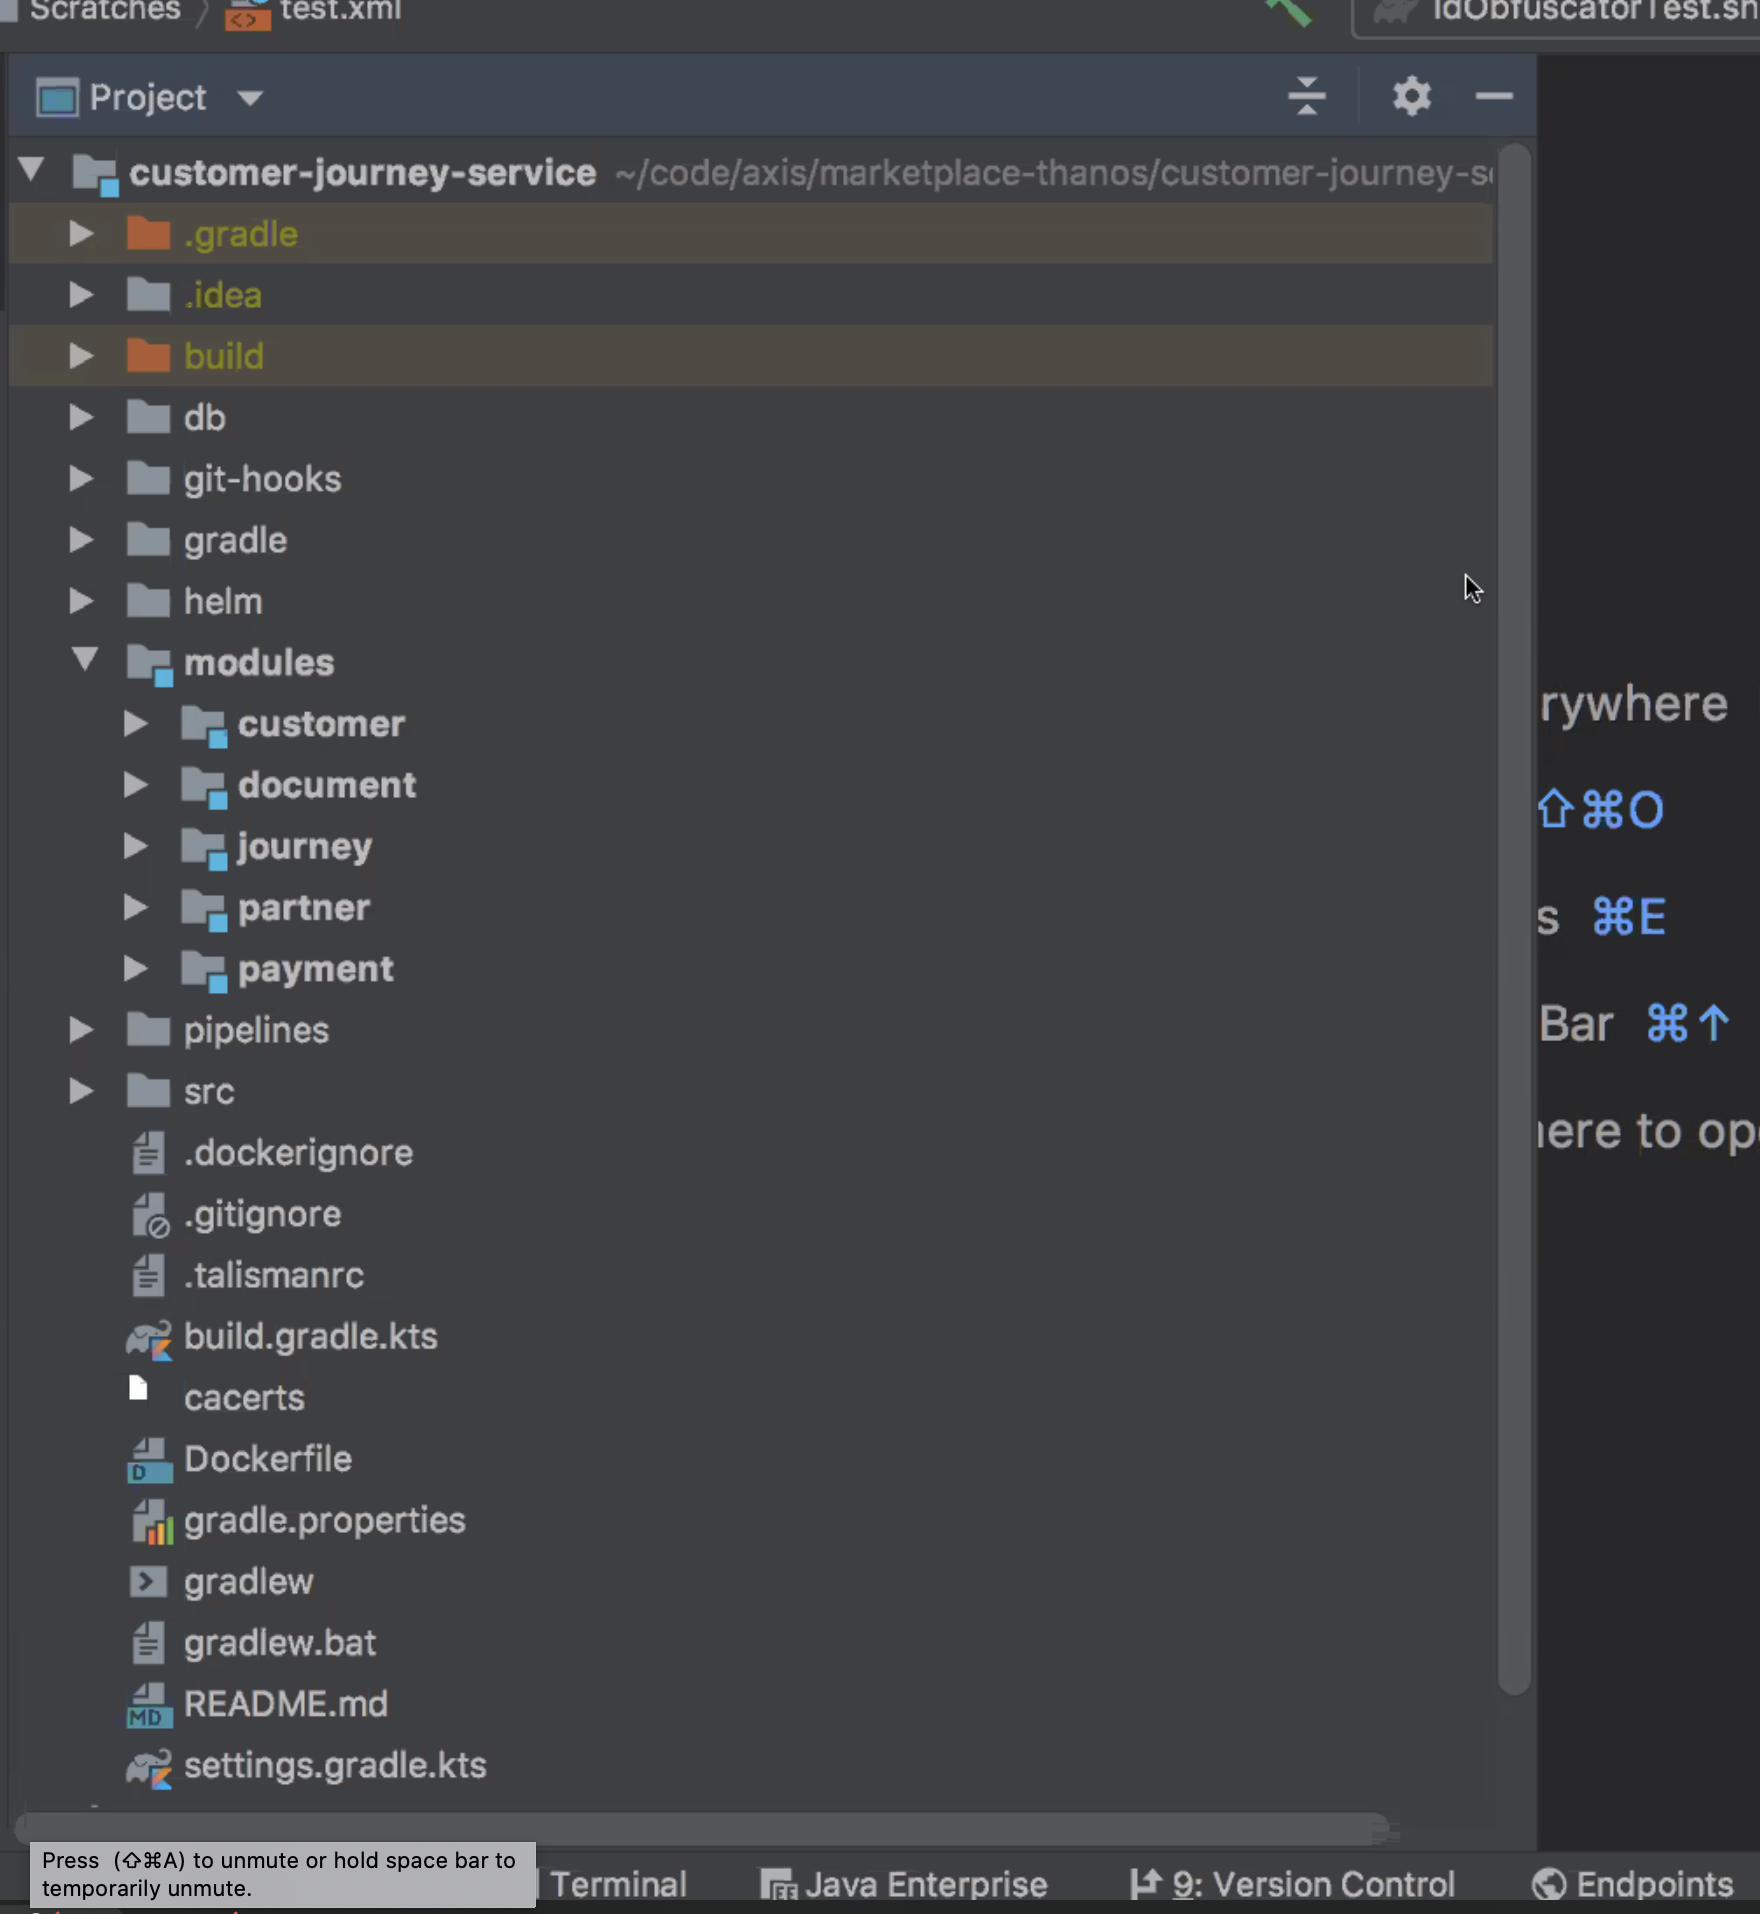 Scratches
test.xml
IdObfuscatorTest.sh
Project
customer-journey-service ~/code/axis/marketplace-thanos/customer-journey-s
.gradle
.idea
build
db
git-hooks
gradle
helm
modules
customer
document
journey
partner
payment
pipelines
src
.dockerignore
.gitignore
.talismanrc
build.gradle.kts
cacerts
Dockerfile
D
gradle.properties
gradlew
gradlew.bat
README.md
MD
settings.gradle.kts
rywhere
⇧⌘O
s ⌘E
Bar ⌘↑
here to op
Press (⇧⌘A) to unmute or hold space bar to
temporarily unmute.
Terminal
Java Enterprise
9: Version Control
Endpoints